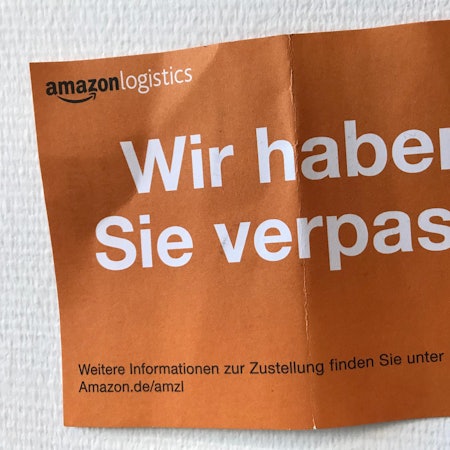 amazonlogistics
Wir haben
Sie verpas
Weitere Informationen zur Zustellung finden Sie unter
Amazon.de/amzl